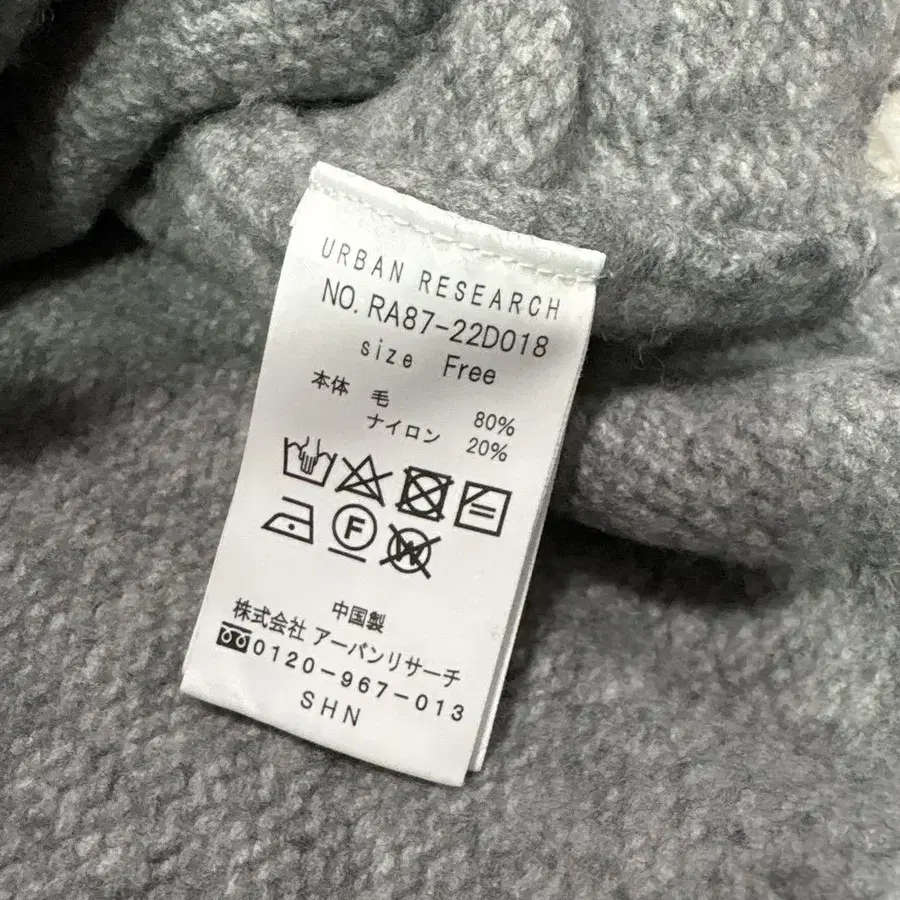 URBAN RESEARCH
NO. RA87-22D018
size Free
本体 毛 80%
ナイロン 20%
F
W
中国製
株式会社 アーバンリサーチ
0120-967-013
SHN